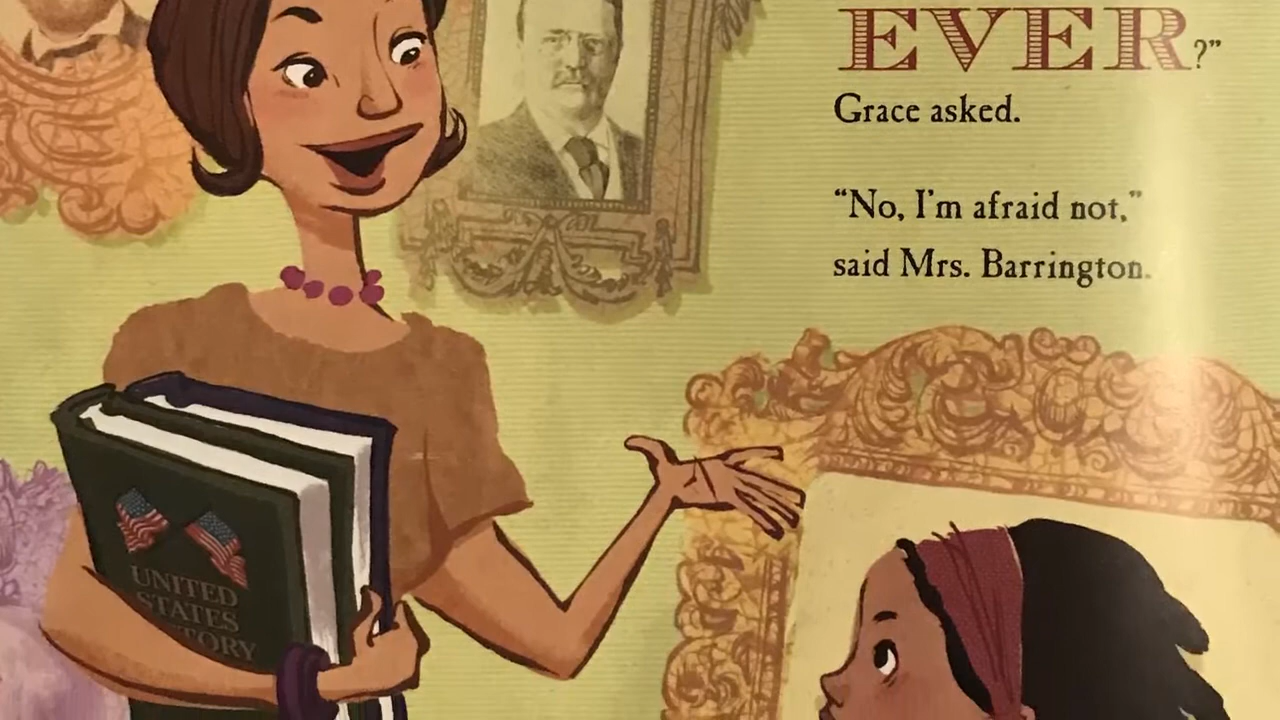 EVER?”
Grace asked.
“No, I’m afraid not,”
said Mrs. Barrington.
UNITED
STATES